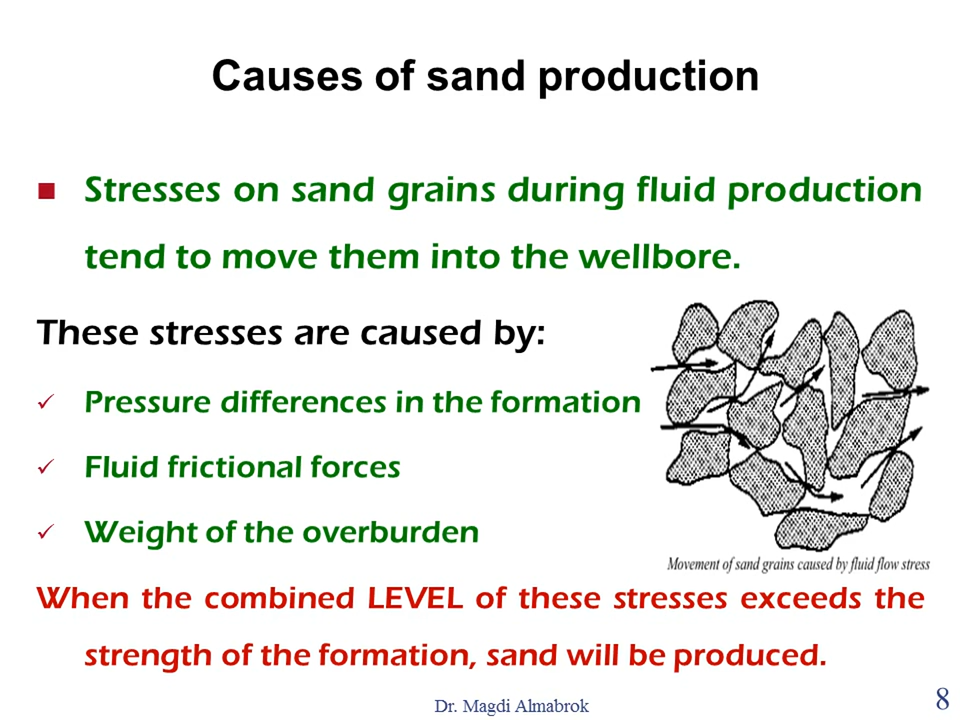 Causes of sand production
Stresses on sand grains during fluid production
tend to move them into the wellbore.
These stresses are caused by:
Pressure differences in the formation
Fluid frictional forces
Weight of the overburden
Movement of sand grains caused by fluid flow stress
When the combined LEVEL of these stresses exceeds the
strength of the formation, sand will be produced.
Dr. Magdi Almabrok
8